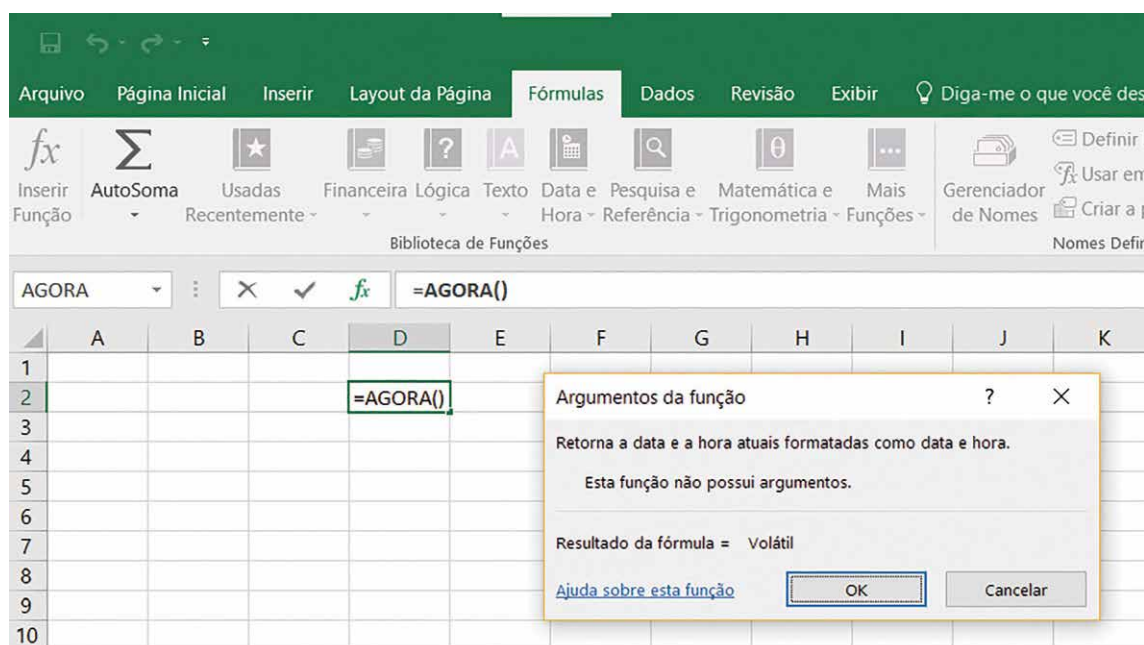 Arquivo Página Inicial Inserir Layout da Página Fórmulas Dados Revisão Exibir Diga-me o que você des
fx Σ ★ ? A θ ...
Inserir AutoSoma Usadas Financeira Lógica Texto Data e Pesquisa e Matemática e Mais Gerenciador Definir
Função Recentemente Hora Referência Trigonometria Funções de Nomes Usar em
Criar a
Biblioteca de Funções Nomes Defin
AGORA fx =AGORA()
A B C D E F G H I J K
1
2 =AGORA()
3
4
5
6
7
8
9
10
Argumentos da função ? X
Retorna a data e a hora atuais formatadas como data e hora.
Esta função não possui argumentos.
Resultado da fórmula = Volátil
Ajuda sobre esta função OK Cancelar